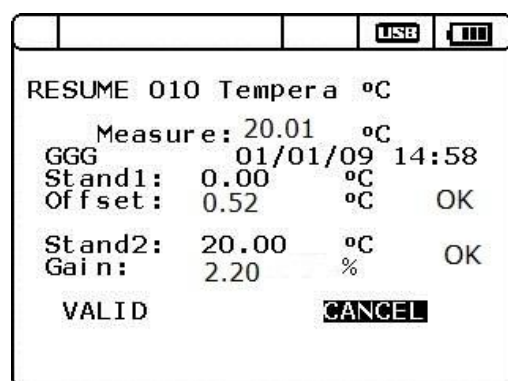 USB
RESUME 010 Tempera ºC
Measure: 20.01 ºC
GGG 01/01/09 14:58
Stand1: 0.00 ºC
Offset: 0.52 ºC OK
Stand2: 20.00 ºC
Gain: 2.20 % OK
VALID CANCEL